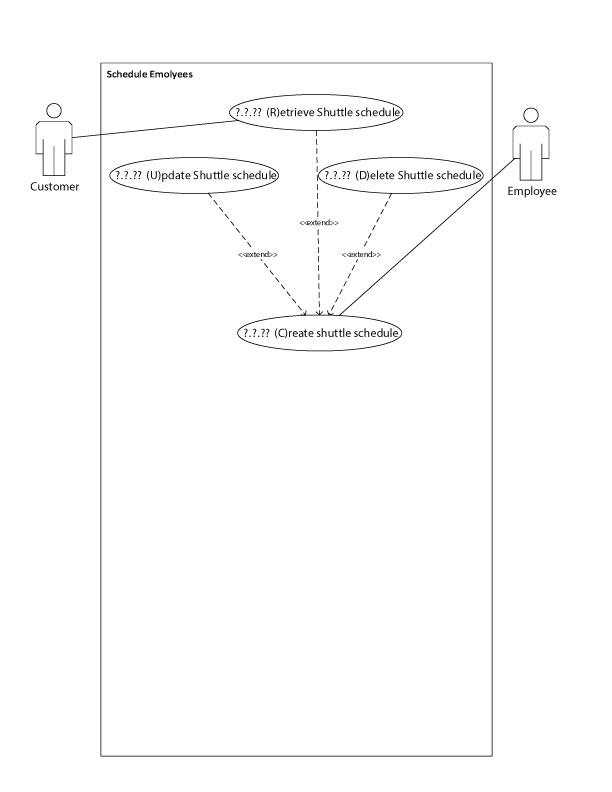 Schedule Emolyees
?.?.?? (R)etrieve Shuttle schedule
Customer
?.?.?? (U)pdate Shuttle schedule
?.?.?? (D)elete Shuttle schedule
Employee
<<extend>>
<<extend>>
<<extend>>
?.?.?? (C)reate shuttle schedule